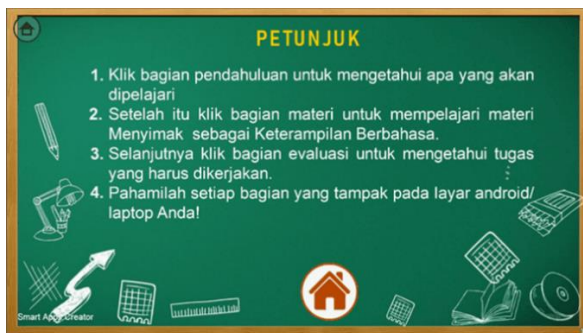 PETUNJUK
1. Klik bagian pendahuluan untuk mengetahui apa yang akan
dipelajari
2. Setelah itu klik bagian materi untuk mempelajari materi
Menyimak sebagai Keterampilan Berbahasa.
3. Selanjutnya klik bagian evaluasi untuk mengetahui tugas
yang harus dikerjakan.
4. Pahamilah setiap bagian yang tampak pada layar android/
laptop Anda!
Smart Apps Creator